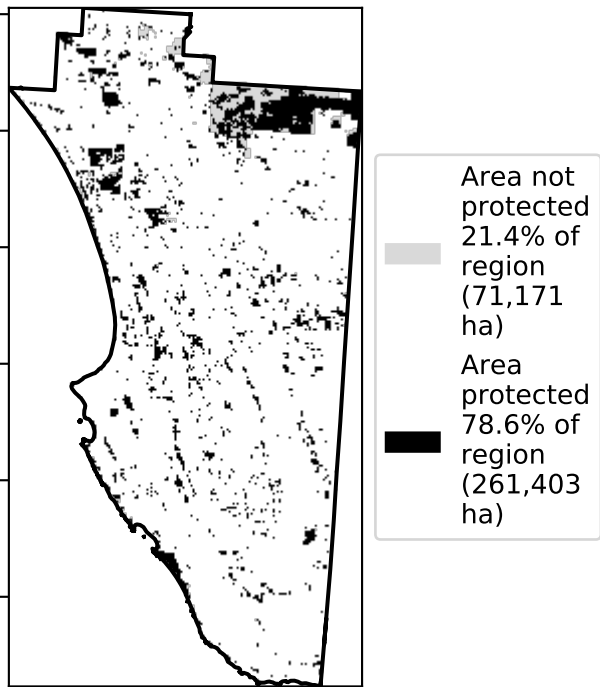 Area not
protected
21.4% of
region
(71,171
ha)
Area
protected
78.6% of
region
(261,403
ha)